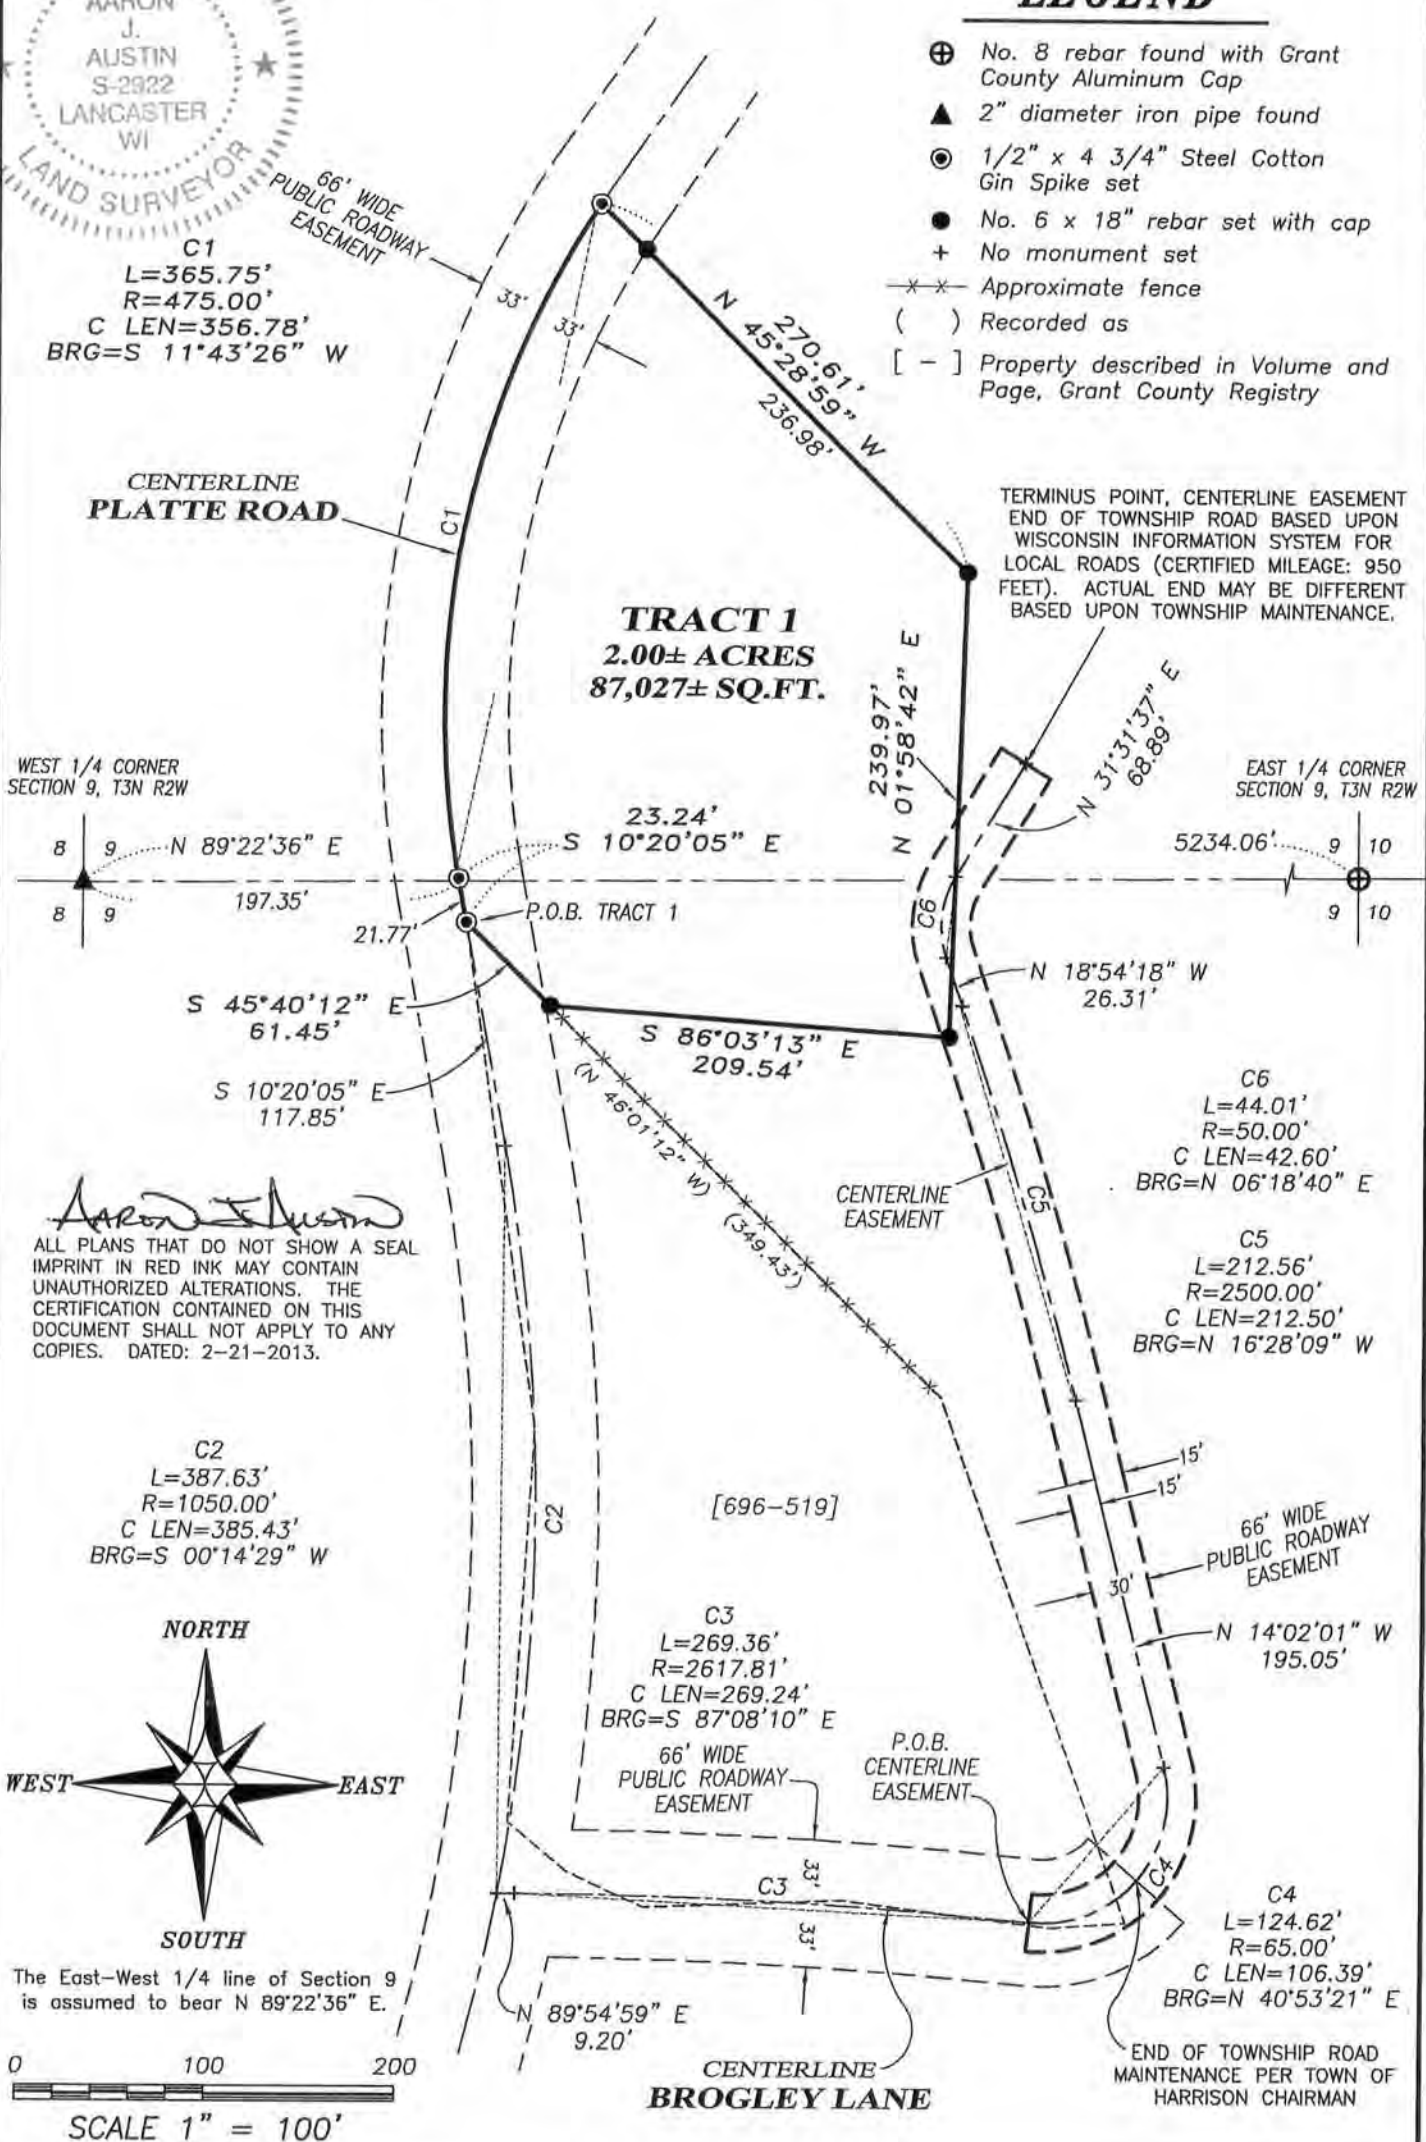 LEGEND
AARON
J.
AUSTIN
S-2922
LANCASTER
WI
LAND SURVEYOR
No. 8 rebar found with Grant
County Aluminum Cap
2" diameter iron pipe found
1/2" x 4 3/4" Steel Cotton
Gin Spike set
No. 6 x 18" rebar set with cap
+ No monument set
—x—x— Approximate fence
( ) Recorded as
[ - ] Property described in Volume and
Page, Grant County Registry
66' WIDE
PUBLIC ROADWAY
EASEMENT
C1
L=365.75'
R=475.00'
C LEN=356.78'
BRG=S 11°43'26" W
33'
33'
270.61'
N 45°28'59" W
236.98'
CENTERLINE
PLATTE ROAD
C1
TERMINUS POINT, CENTERLINE EASEMENT
END OF TOWNSHIP ROAD BASED UPON
WISCONSIN INFORMATION SYSTEM FOR
LOCAL ROADS (CERTIFIED MILEAGE: 950
FEET). ACTUAL END MAY BE DIFFERENT
BASED UPON TOWNSHIP MAINTENANCE.
TRACT 1
2.00± ACRES
87,027± SQ.FT.
239.97'
N 01°58'42" E
N 31°31'37" E
68.89'
WEST 1/4 CORNER
SECTION 9, T3N R2W
EAST 1/4 CORNER
SECTION 9, T3N R2W
8 9
N 89°22'36" E
23.24'
S 10°20'05" E
5234.06'
9 10
8 9
197.35'
9 10
21.77'
P.O.B. TRACT 1
C6
S 45°40'12" E
61.45'
N 18°54'18" W
26.31'
S 86°03'13" E
209.54'
S 10°20'05" E
117.85'
(N 46°01'12" W)
(349.43')
C6
L=44.01'
R=50.00'
C LEN=42.60'
BRG=N 06°18'40" E
CENTERLINE
EASEMENT
C5
AARON J AUSTIN
ALL PLANS THAT DO NOT SHOW A SEAL
IMPRINT IN RED INK MAY CONTAIN
UNAUTHORIZED ALTERATIONS. THE
CERTIFICATION CONTAINED ON THIS
DOCUMENT SHALL NOT APPLY TO ANY
COPIES. DATED: 2-21-2013.
C5
L=212.56'
R=2500.00'
C LEN=212.50'
BRG=N 16°28'09" W
C2
L=387.63'
R=1050.00'
C LEN=385.43'
BRG=S 00°14'29" W
C2
[696-519]
15'
15'
66' WIDE
PUBLIC ROADWAY
EASEMENT
30'
N 14°02'01" W
195.05'
C3
L=269.36'
R=2617.81'
C LEN=269.24'
BRG=S 87°08'10" E
NORTH
WEST
EAST
SOUTH
66' WIDE
PUBLIC ROADWAY
EASEMENT
P.O.B.
CENTERLINE
EASEMENT
33'
C3
33'
C4
C4
L=124.62'
R=65.00'
C LEN=106.39'
BRG=N 40°53'21" E
The East-West 1/4 line of Section 9
is assumed to bear N 89°22'36" E.
N 89°54'59" E
9.20'
0 100 200
SCALE 1" = 100'
CENTERLINE
BROGLEY LANE
END OF TOWNSHIP ROAD
MAINTENANCE PER TOWN OF
HARRISON CHAIRMAN